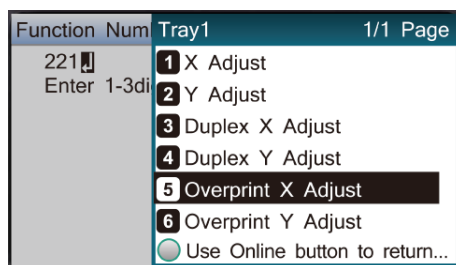 Function Num
221
Enter 1-3di
Tray1 1/1 Page
1 X Adjust
2 Y Adjust
3 Duplex X Adjust
4 Duplex Y Adjust
5 Overprint X Adjust
6 Overprint Y Adjust
Use Online button to return...